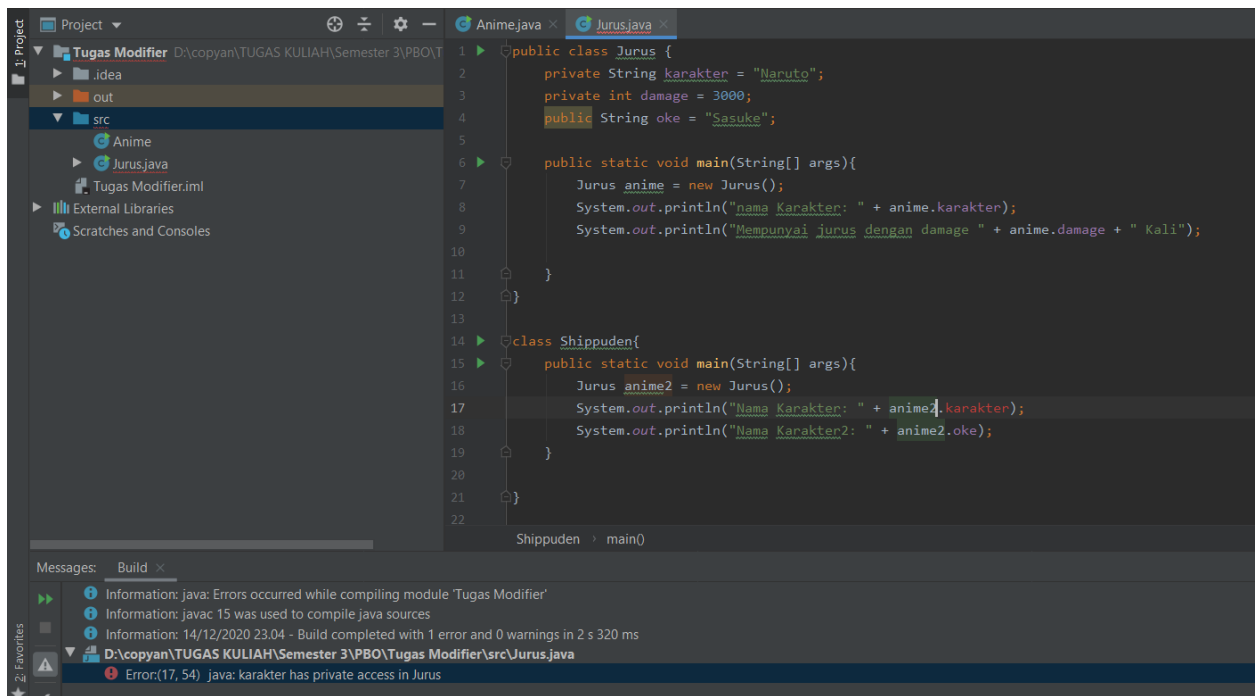 1: Project
Project
Tugas Modifier D:\copyan\TUGAS KULIAH\Semester 3\PBO\T
.idea
out
src
Anime
Jurus.java
Tugas Modifier.iml
External Libraries
Scratches and Consoles
Anime.java
Jurus.java
1 public class Jurus {
2 private String karakter = "Naruto";
3 private int damage = 3000;
4 public String oke = "Sasuke";
5
6 public static void main(String[] args){
7 Jurus anime = new Jurus();
8 System.out.println("nama Karakter: " + anime.karakter);
9 System.out.println("Mempunyai jurus dengan damage " + anime.damage + " Kali");
10
11 }
12 }
13
14 class Shippuden{
15 public static void main(String[] args){
16 Jurus anime2 = new Jurus();
17 System.out.println("Nama Karakter: " + anime2.karakter);
18 System.out.println("Nama Karakter2: " + anime2.oke);
19 }
20
21 }
22
Shippuden > main()
Messages: Build
Information: java: Errors occurred while compiling module 'Tugas Modifier'
Information: javac 15 was used to compile java sources
Information: 14/12/2020 23.04 - Build completed with 1 error and 0 warnings in 2 s 320 ms
D:\copyan\TUGAS KULIAH\Semester 3\PBO\Tugas Modifier\src\Jurus.java
Error:(17, 54) java: karakter has private access in Jurus
2: Favorites